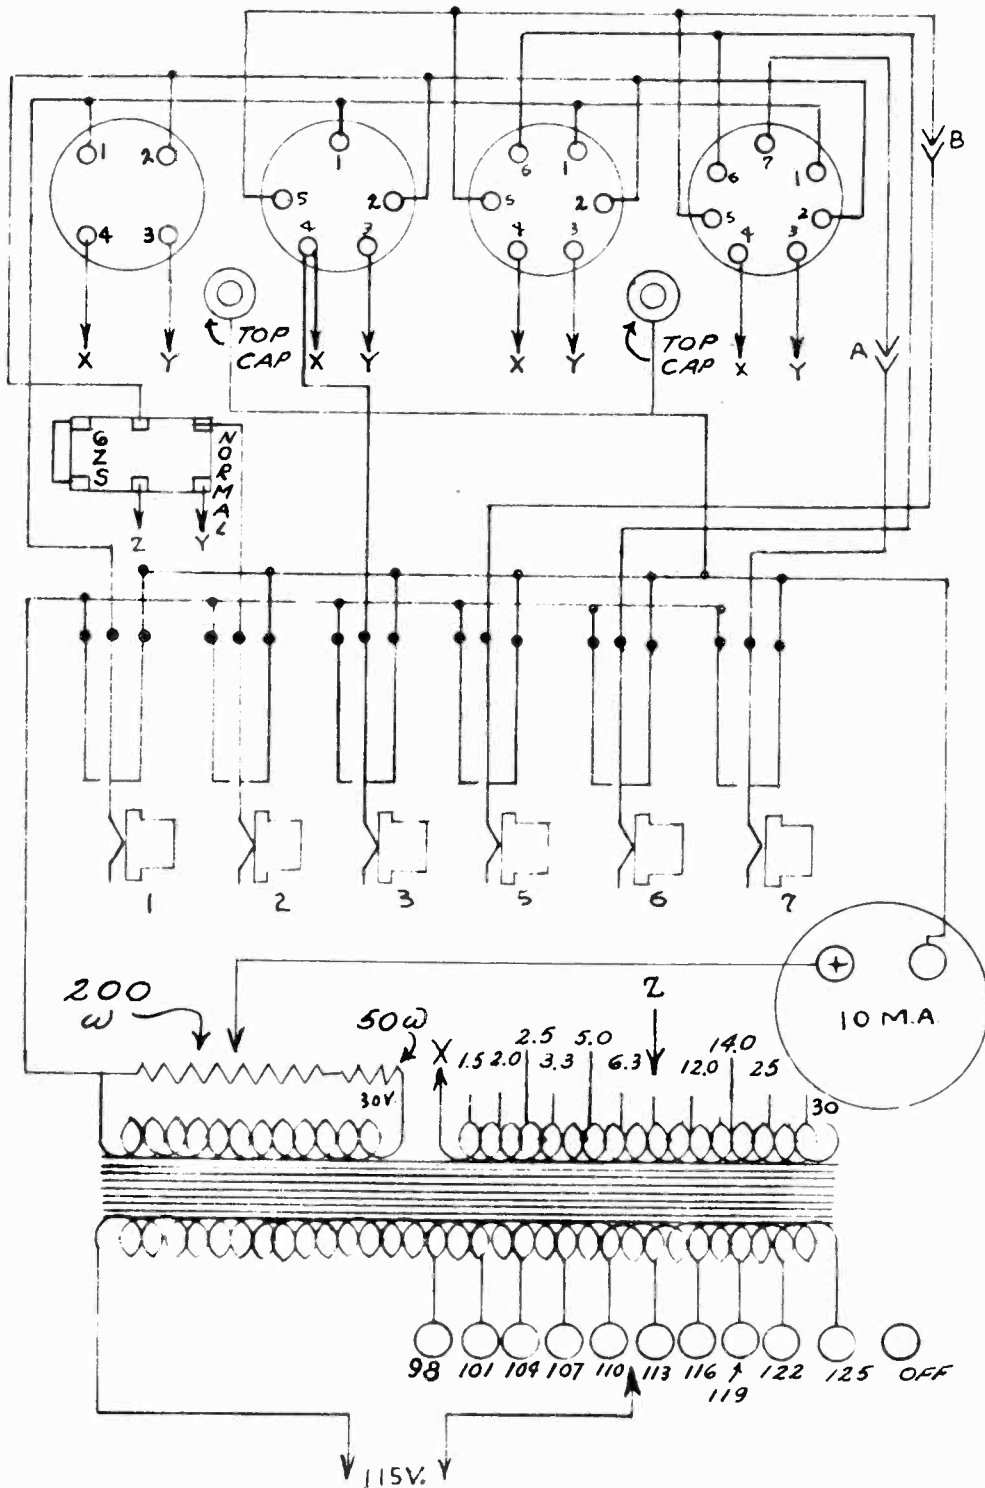 B
7
1 2
1
6 1
6 1
5 2
5 2
5 2
4 3
4 3
4 3
4 3
X Y
TOP
CAP
X Y
X Y
TOP
CAP
X Y
A
6Z5
NORMAL
Z Y
1 2 3 5 6 7
+
10 M.A.
200
ω
50ω
X
Z
1.5 2.0 2.5 3.3 5.0 6.3 12.0 14.0 25 30
30V.
98 101 104 107 110 113 116 119 122 125 OFF
115V.